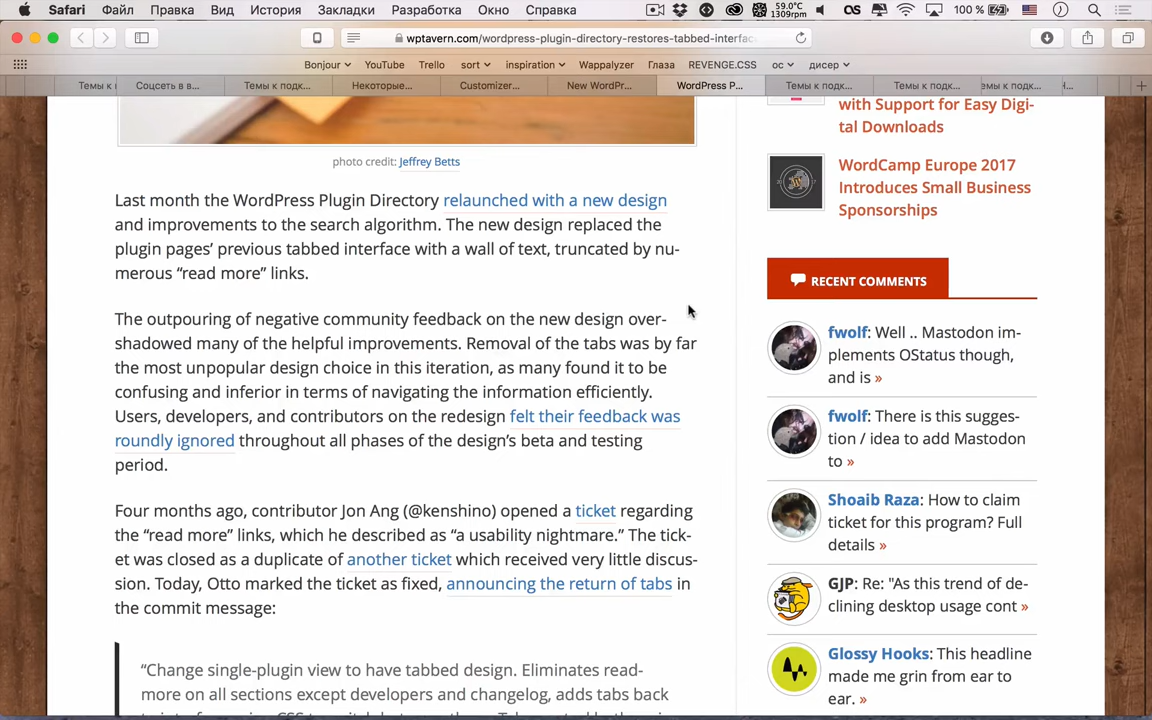 Safari Файл Правка Вид История Закладки Разработка Окно Справка 59.0°C 1309rpm 100 %
wptavern.com/wordpress-plugin-directory-restores-tabbed-interfac
Bonjour YouTube Trello sort inspiration Wappalyzer Глаза REVENGE.CSS ос дисер
Темы к Соцсеть в в... Темы к подк... Некоторые... Customizer... New WordPr... WordPress P... Темы к подк... Темы к подк... емы к подк...
photo credit: Jeffrey Betts
Last month the WordPress Plugin Directory relaunched with a new design
and improvements to the search algorithm. The new design replaced the
plugin pages’ previous tabbed interface with a wall of text, truncated by nu-
merous “read more” links.
The outpouring of negative community feedback on the new design over-
shadowed many of the helpful improvements. Removal of the tabs was by far
the most unpopular design choice in this iteration, as many found it to be
confusing and inferior in terms of navigating the information efficiently.
Users, developers, and contributors on the redesign felt their feedback was
roundly ignored throughout all phases of the design’s beta and testing
period.
Four months ago, contributor Jon Ang (@kenshino) opened a ticket regarding
the “read more” links, which he described as “a usability nightmare.” The tick-
et was closed as a duplicate of another ticket which received very little discus-
sion. Today, Otto marked the ticket as fixed, announcing the return of tabs in
the commit message:
“Change single-plugin view to have tabbed design. Eliminates read-
more on all sections except developers and changelog, adds tabs back
with Support for Easy Digi-
tal Downloads
WordCamp Europe 2017
Introduces Small Business
Sponsorships
RECENT COMMENTS
fwolf: Well .. Mastodon im-
plements OStatus though,
and is »
fwolf: There is this sugges-
tion / idea to add Mastodon
to »
Shoaib Raza: How to claim
ticket for this program? Full
details »
GJP: Re: "As this trend of de-
clining desktop usage cont »
Glossy Hooks: This headline
made me grin from ear to
ear. »